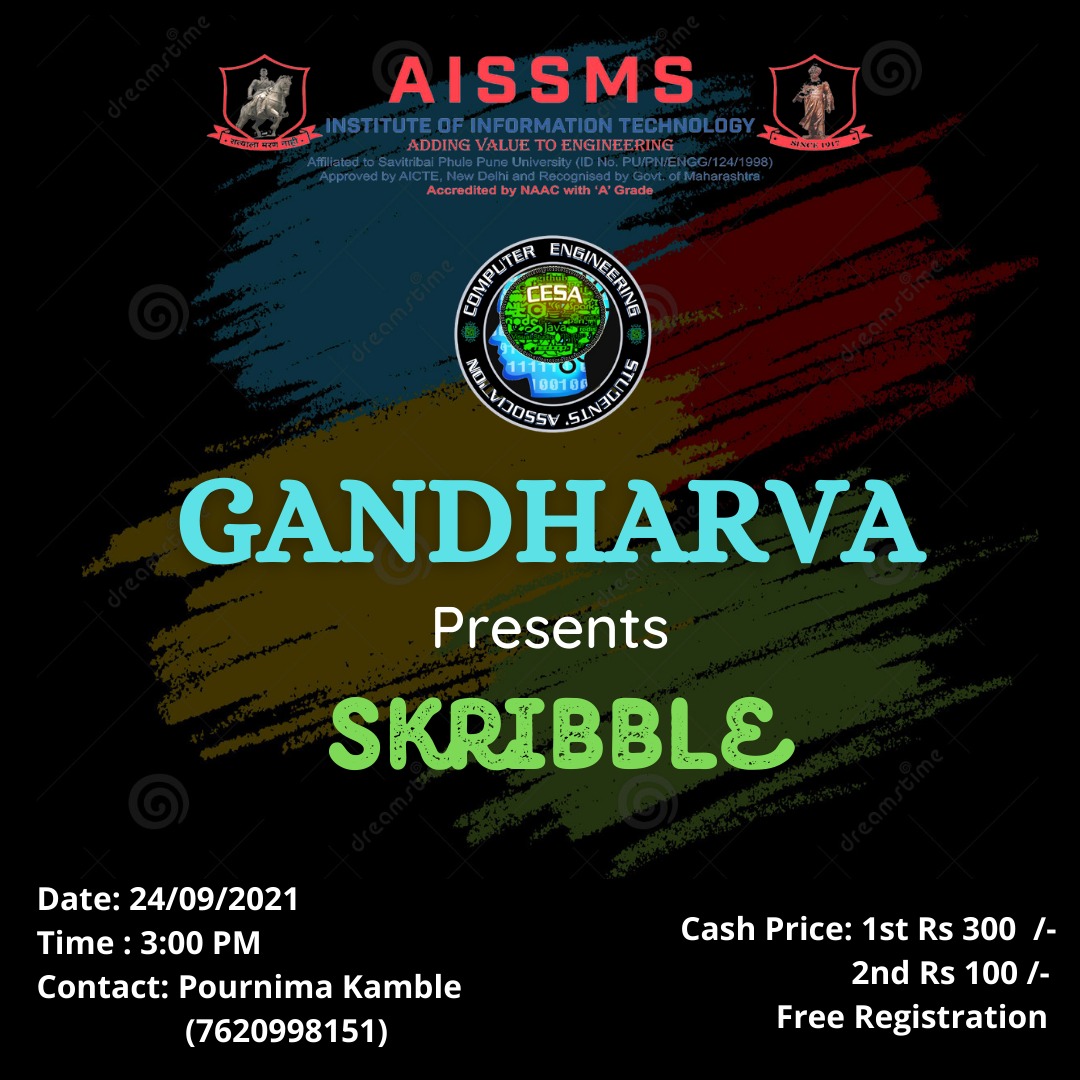 AISSMS
INSTITUTE OF INFORMATION TECHNOLOGY
ADDING VALUE TO ENGINEERING
Affiliated to Savitribai Phule Pune University (ID No. PU/PN/ENGG/124/1998)
Approved by AICTE, New Delhi and Recognised by Govt. of Maharashtra
Accredited by NAAC with ‘A’ Grade
SINCE 1917
COMPUTER ENGINEERING
STUDENTS' ASSOCIATION
CESA
GANDHARVA
Presents
SKRIBBLE
Date: 24/09/2021
Time : 3:00 PM
Contact: Pournima Kamble
(7620998151)
Cash Price: 1st Rs 300 /-
2nd Rs 100 /-
Free Registration
dreamstime